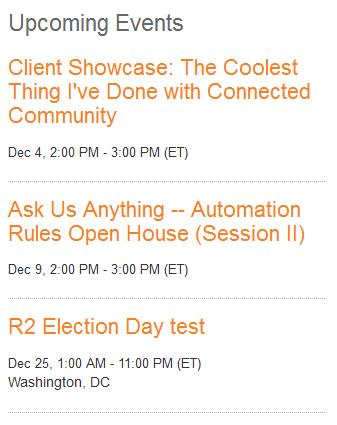 Upcoming Events
Client Showcase: The Coolest
Thing I've Done with Connected
Community
Dec 4, 2:00 PM - 3:00 PM (ET)
Ask Us Anything -- Automation
Rules Open House (Session II)
Dec 9, 2:00 PM - 3:00 PM (ET)
R2 Election Day test
Dec 25, 1:00 AM - 11:00 PM (ET)
Washington, DC